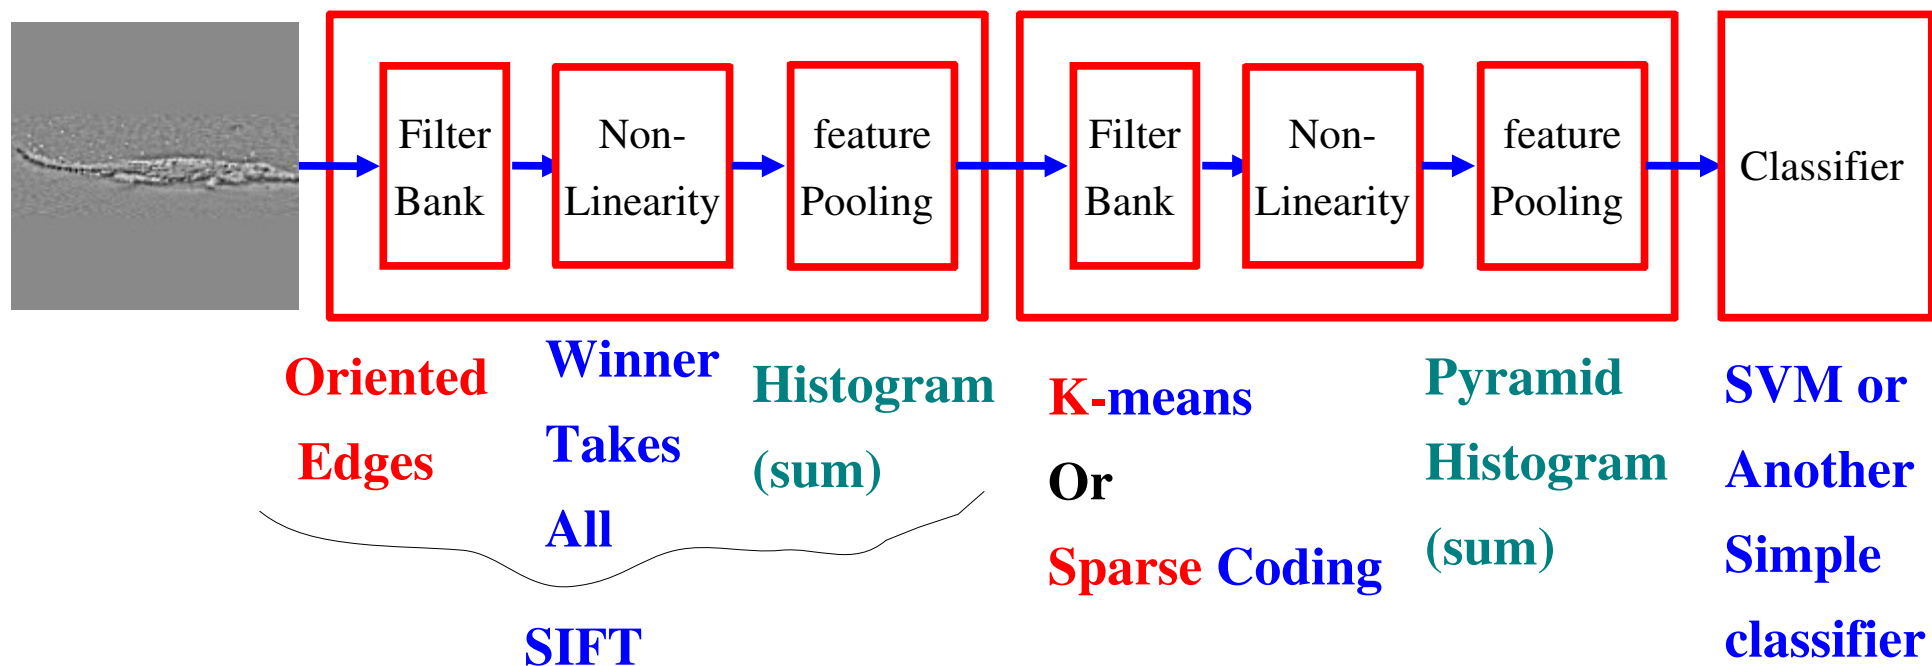 Filter
Bank
Non-
Linearity
feature
Pooling
Filter
Bank
Non-
Linearity
feature
Pooling
Classifier
Oriented
Edges
Winner
Takes
All
Histogram
(sum)
SIFT
K-means
Or
Sparse Coding
Pyramid
Histogram
(sum)
SVM or
Another
Simple
classifier